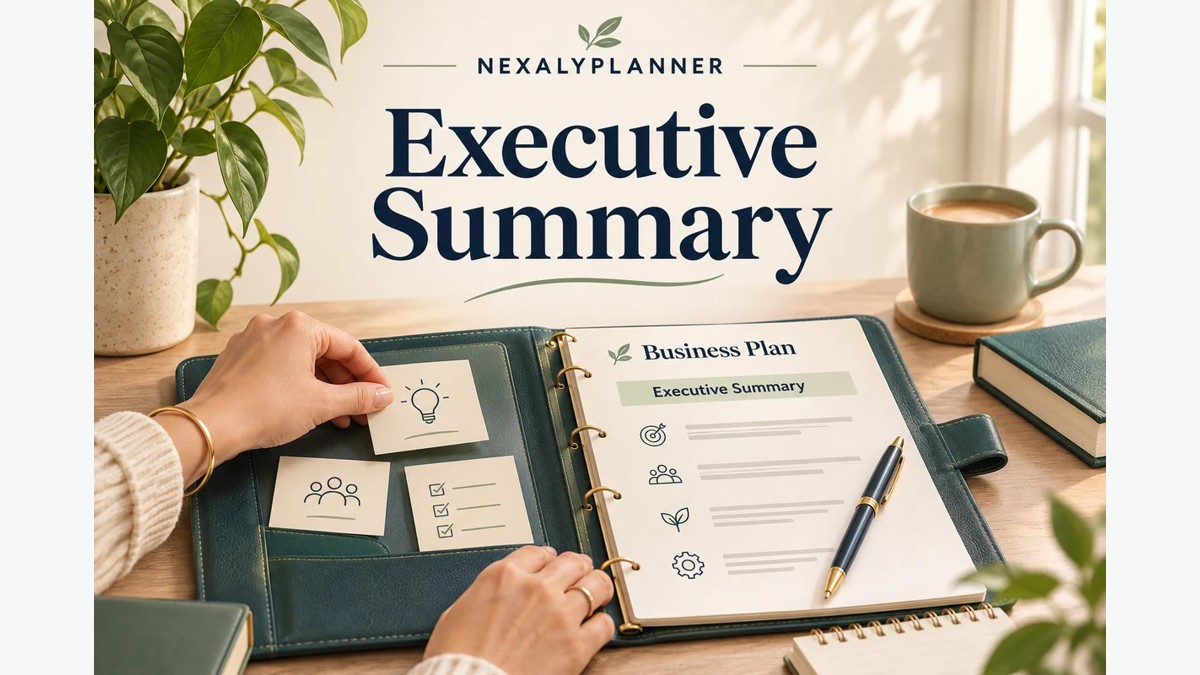 NEXALYPLANNER
Executive
Summary
Business Plan
Executive Summary